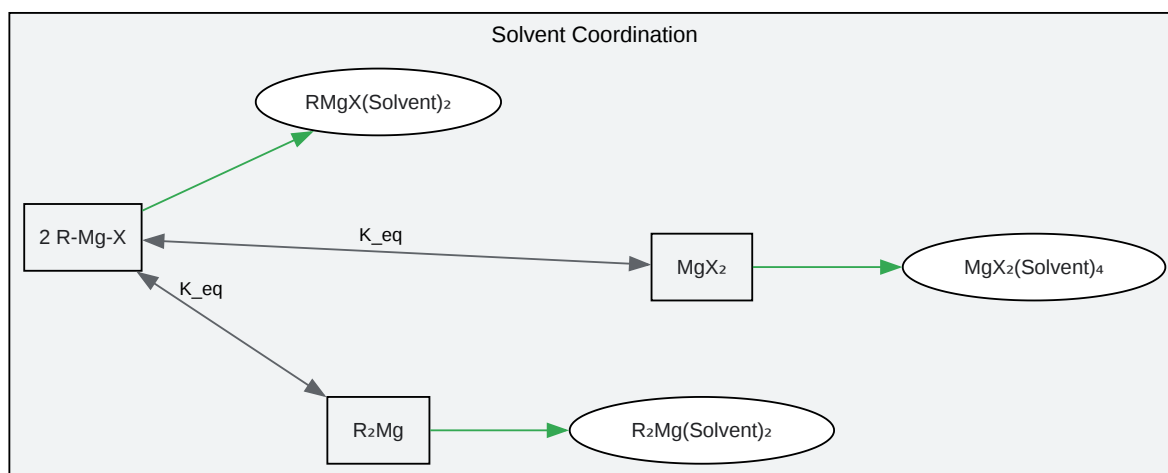 Solvent Coordination
RMgX(Solvent)₂
2 R-Mg-X
K_eq
MgX₂
MgX₂(Solvent)₄
K_eq
R₂Mg
R₂Mg(Solvent)₂